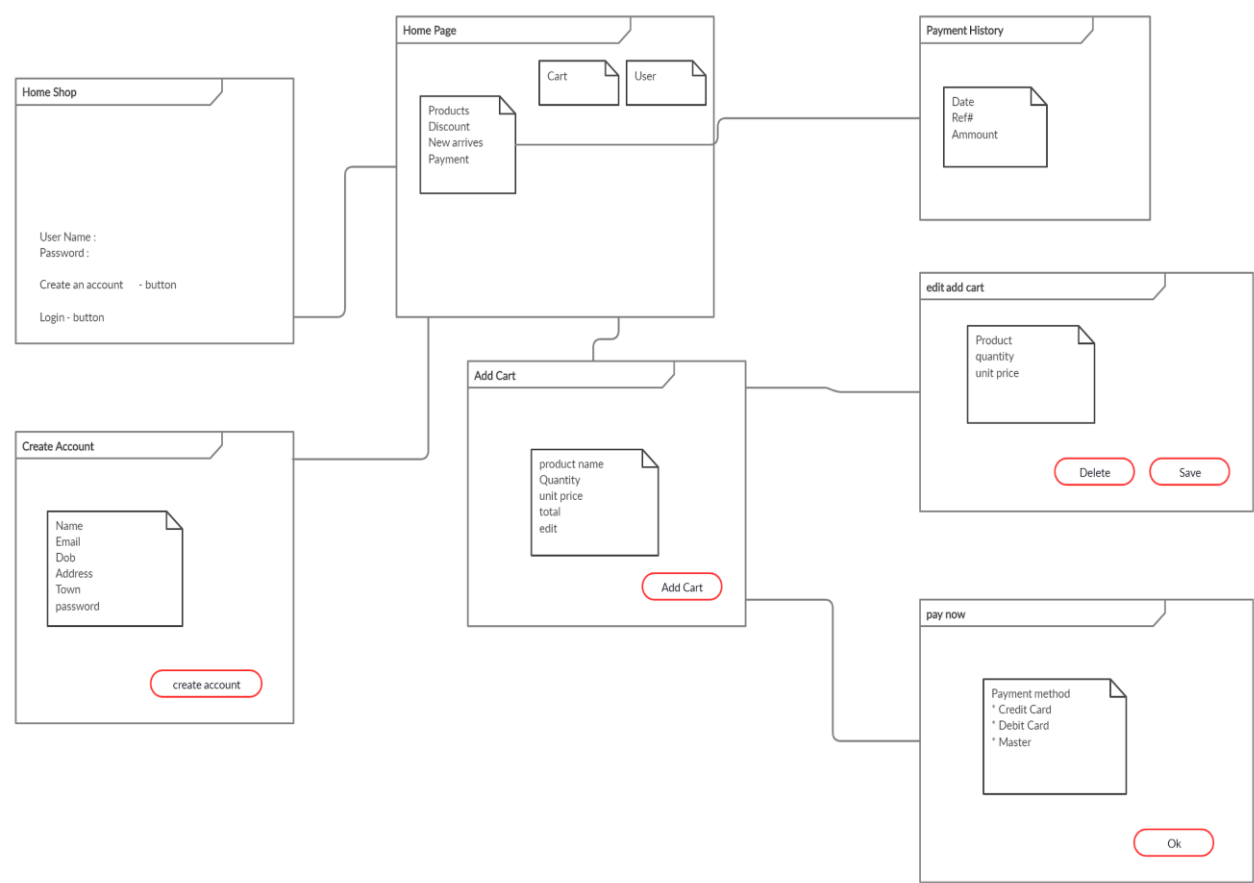 Home Shop
User Name :
Password :
Create an account - button
Login - button
Home Page
Cart
User
Products
Discount
New arrives
Payment
Payment History
Date
Ref#
Ammount
edit add cart
Product
quantity
unit price
Delete
Save
Add Cart
product name
Quantity
unit price
total
edit
Add Cart
Create Account
Name
Email
Dob
Address
Town
password
create account
pay now
Payment method
* Credit Card
* Debit Card
* Master
Ok